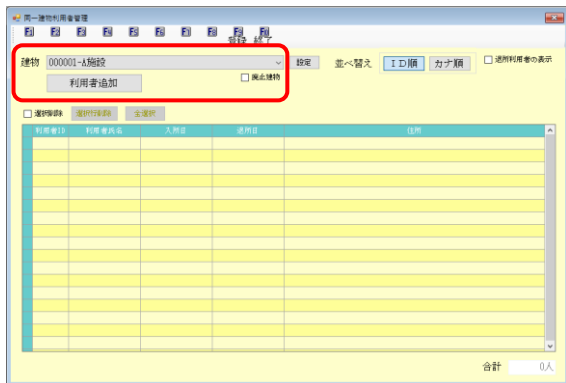 同一建物利用者管理
F1 F2 F3 F4 F5 F6 F7 F8 F9 F10
登録 終了
建物 000001-A施設 設定 並べ替え ID順 カナ順 退所利用者の表示
利用者追加 廃止建物
選択削除 選択行削除 全選択
利用者ID 利用者氏名 入所日 退所日 住所
合計 0人